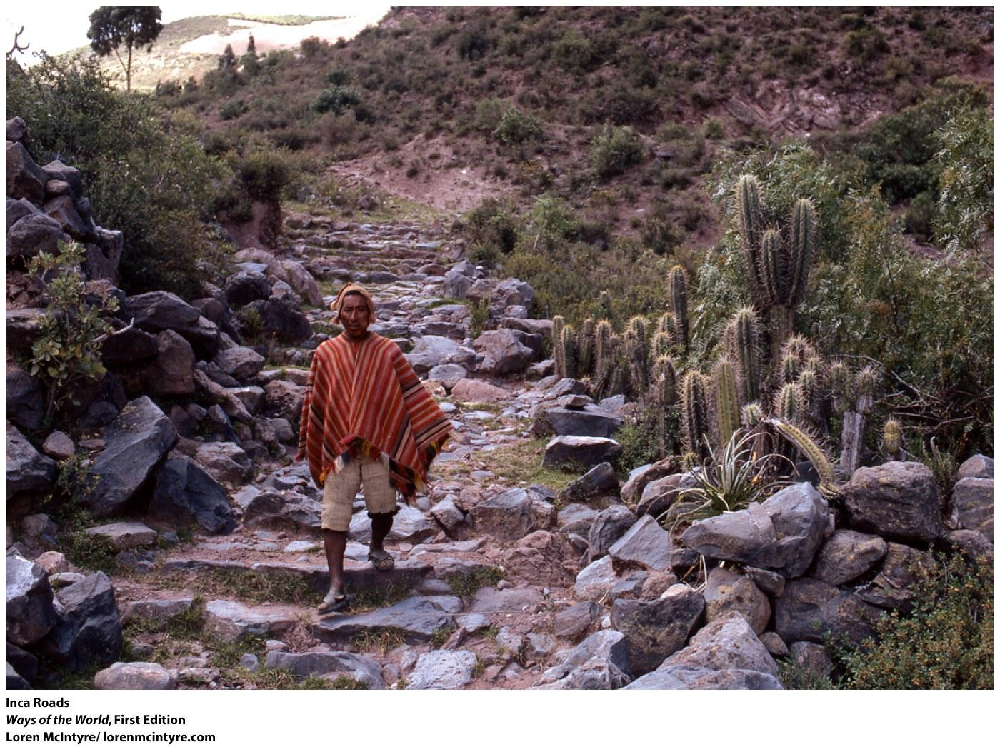 Inca Roads
Ways of the World, First Edition
Loren McIntyre/ lorenmcintyre.com